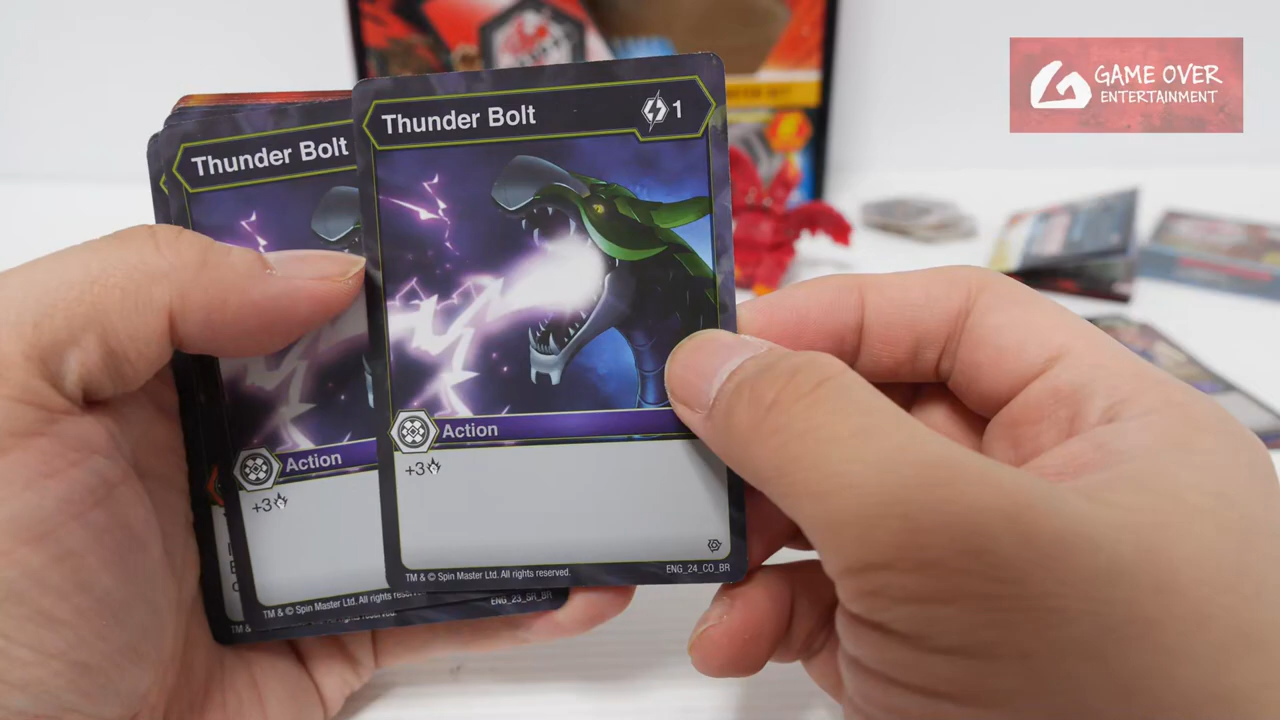 GAME OVER
ENTERTAINMENT
Thunder Bolt
1
Action
+3
TM & © Spin Master Ltd. All rights reserved.
ENG_24_CO_BR
Thunder Bolt
Action
+3
TM & © Spin Master Ltd. All rights
ENG_23_SR_BR
TM &